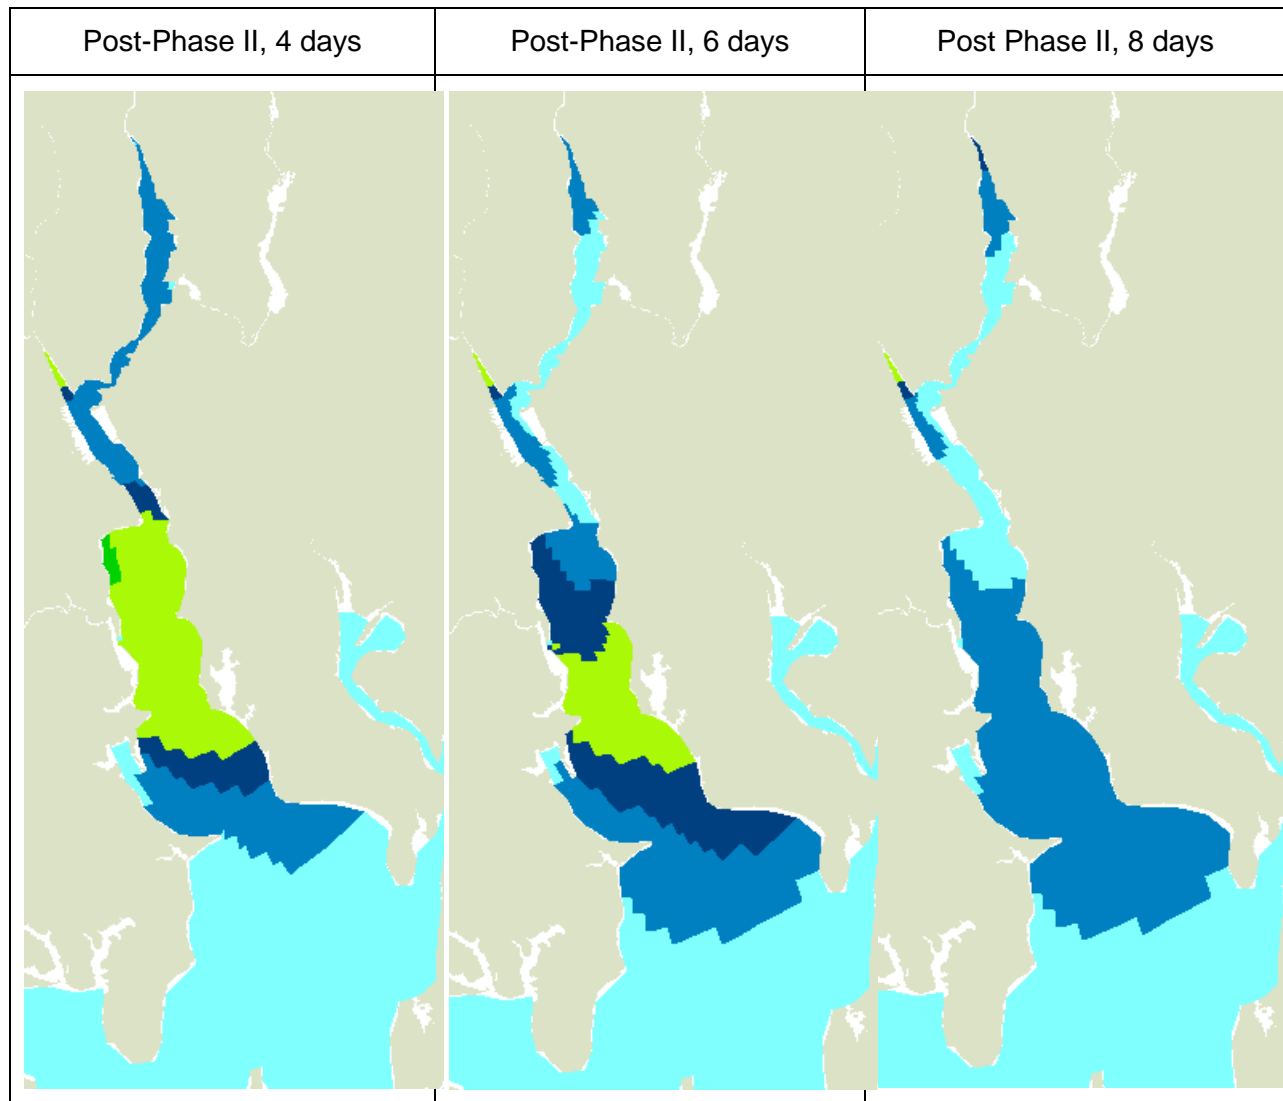 Post-Phase II, 4 days
Post-Phase II, 6 days
Post Phase II, 8 days